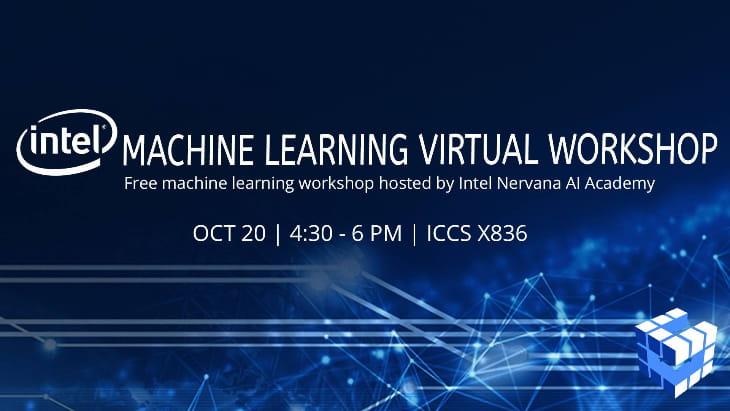 intel MACHINE LEARNING VIRTUAL WORKSHOP
Free machine learning workshop hosted by Intel Nervana AI Academy
OCT 20 | 4:30 - 6 PM | ICCS X836